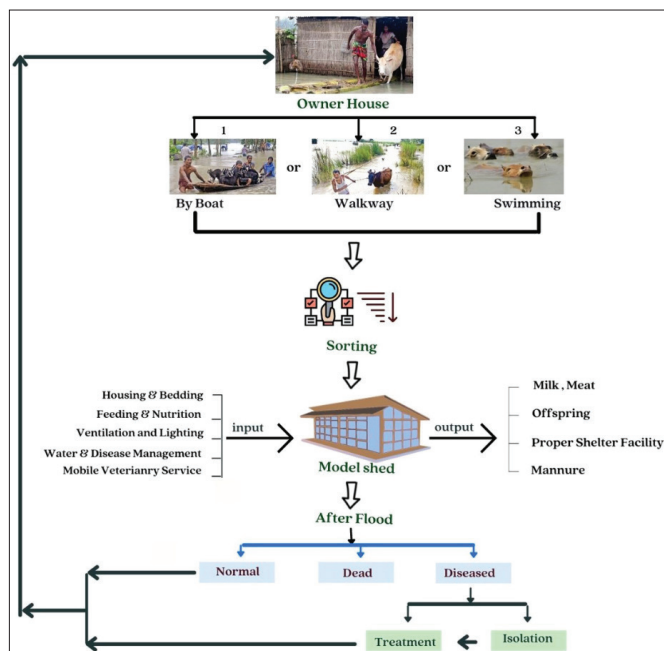 Owner House
1
2
3
or
or
By Boat
Walkway
Swimming
Sorting
Housing & Bedding
Feeding & Nutrition
Ventilation and Lighting
Water & Disease Management
Mobile Veterianry Service
input
Model shed
output
Milk , Meat
Offspring
Proper Shelter Facility
Mannure
After Flood
Normal
Dead
Diseased
Treatment
Isolation